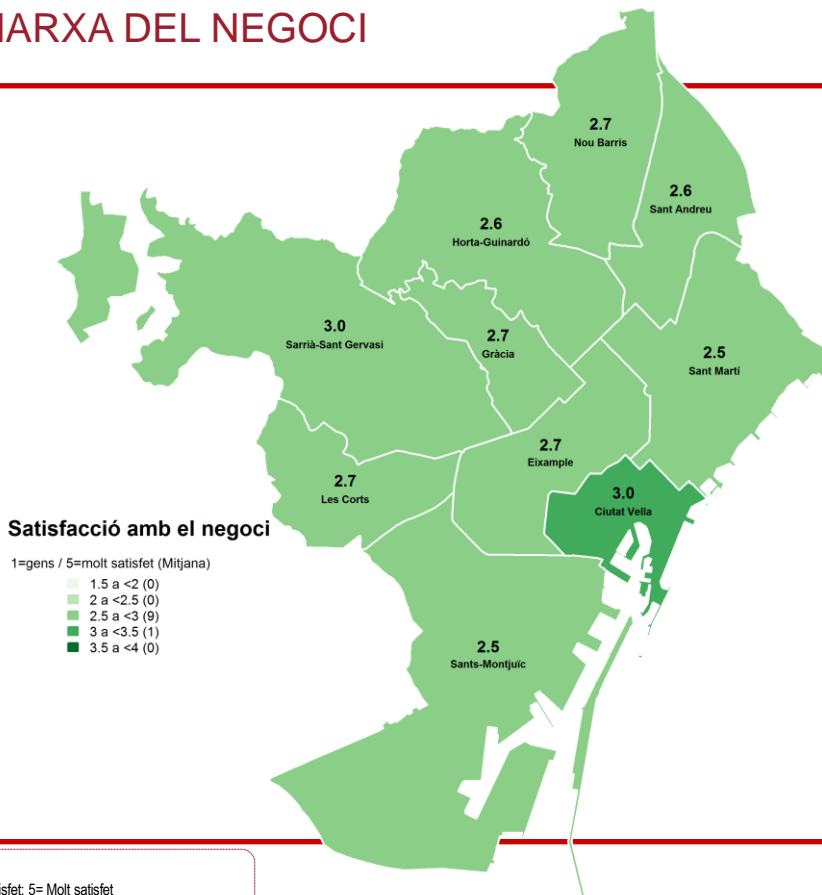 MARXA DEL NEGOCI
2.7
Nou Barris
2.6
Sant Andreu
2.6
Horta-Guinardó
3.0
Sarrià-Sant Gervasi
2.7
Gràcia
2.5
Sant Martí
2.7
Eixample
2.7
Les Corts
3.0
Ciutat Vella
Satisfacció amb el negoci
1=gens / 5=molt satisfet (Mitjana)
1.5 a <2 (0)
2 a <2.5 (0)
2.5 a <3 (9)
3 a <3.5 (1)
3.5 a <4 (0)
2.5
Sants-Montjuïc
5= Molt satisfet